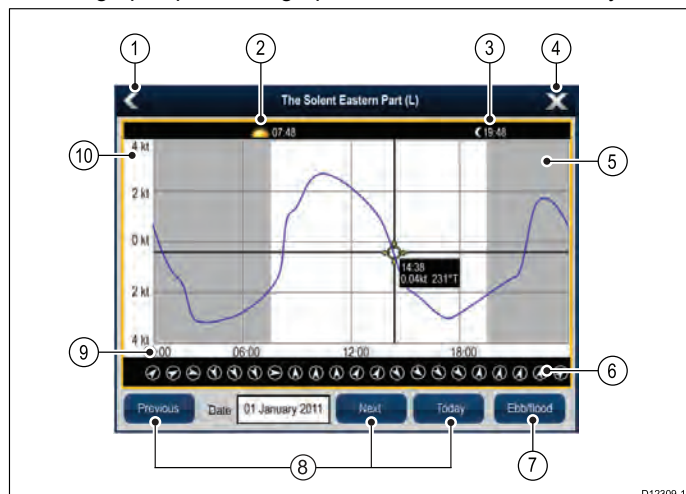 1
2
3
4
The Solent Eastern Part (L)
07:48
19:48
10
4 kt
5
2 kt
0 kt
14:38
0.04kt 231°T
2 kt
4 kt
9
:00
06:00
12:00
18:00
6
Previous
Date
01 January 2011
Next
Today
Ebb/flood
8
7